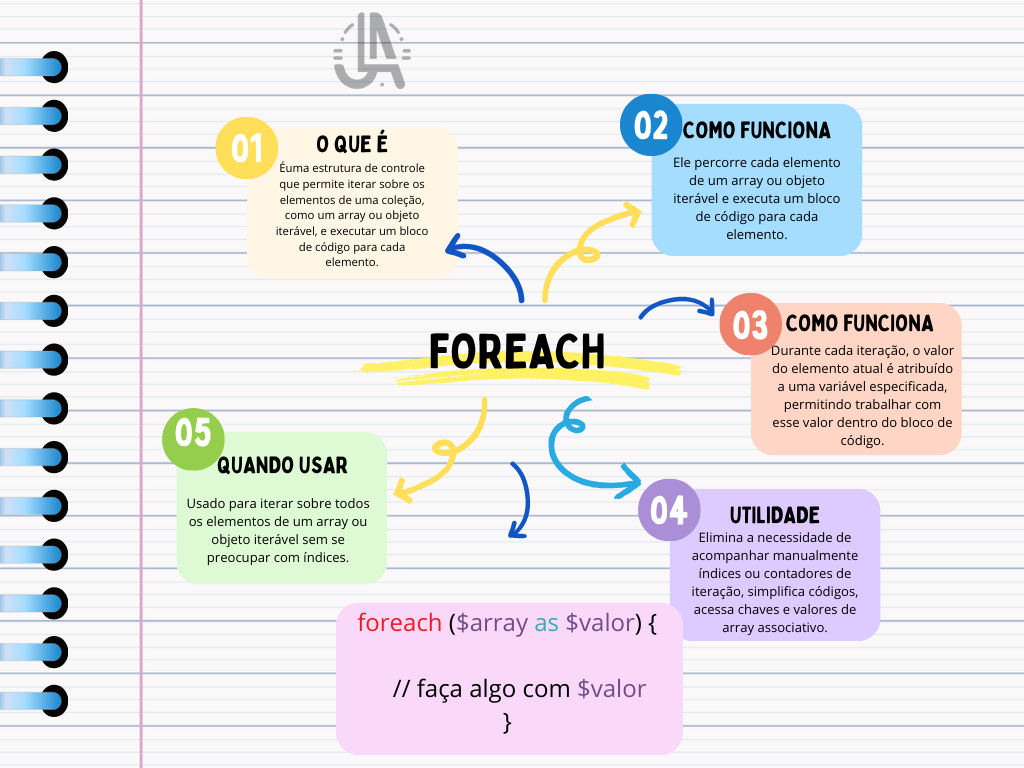 JA
01
O QUE É
Éuma estrutura de controle
que permite iterar sobre os
elementos de uma coleção,
como um array ou objeto
iterável, e executar um bloco
de código para cada
elemento.
02
COMO FUNCIONA
Ele percorre cada elemento
de um array ou objeto
iterável e executa um bloco
de código para cada
elemento.
FOREACH
03
COMO FUNCIONA
Durante cada iteração, o valor
do elemento atual é atribuído
a uma variável especificada,
permitindo trabalhar com
esse valor dentro do bloco de
código.
04
UTILIDADE
Elimina a necessidade de
acompanhar manualmente
índices ou contadores de
iteração, simplifica códigos,
acessa chaves e valores de
array associativo.
05
QUANDO USAR
Usado para iterar sobre todos
os elementos de um array ou
objeto iterável sem se
preocupar com índices.
foreach ($array as $valor) {
// faça algo com $valor
}